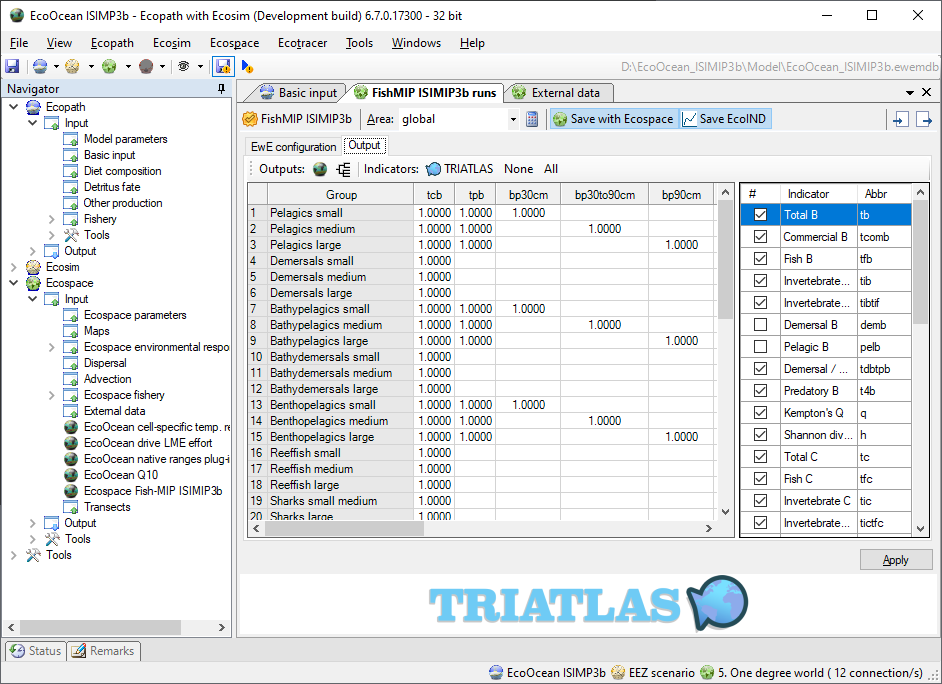 EcoOcean ISIMP3b - Ecopath with Ecosim (Development build) 6.7.0.17300 - 32 bit
File View Ecopath Ecosim Ecospace Ecotracer Tools Windows Help
D:\EcoOcean_ISIMIP3b\Model\EcoOcean_ISIMIP3b.ewemdb
Navigator
Ecopath
Input
Model parameters
Basic input
Diet composition
Detritus fate
Other production
Fishery
Tools
Output
Ecosim
Ecospace
Input
Ecospace parameters
Maps
Ecospace environmental respo
Dispersal
Advection
Ecospace fishery
External data
EcoOcean cell-specific temp. re
EcoOcean drive LME effort
EcoOcean native ranges plug-i
EcoOcean Q10
Ecospace Fish-MIP ISIMIP3b
Transects
Output
Tools
Tools
Basic input FishMIP ISIMIP3b runs External data
FishMIP ISIMIP3b Area: global Save with Ecospace Save EcoIND
EwE configuration Output
Outputs: Indicators: TRIATLAS None All
Group tcb tpb bp30cm bp30to90cm bp90cm
1 Pelagics small 1.0000 1.0000 1.0000
2 Pelagics medium 1.0000 1.0000 1.0000
3 Pelagics large 1.0000 1.0000 1.0000
4 Demersals small 1.0000
5 Demersals medium 1.0000
6 Demersals large 1.0000
7 Bathypelagics small 1.0000 1.0000 1.0000
8 Bathypelagics medium 1.0000 1.0000 1.0000
9 Bathypelagics large 1.0000 1.0000 1.0000
10 Bathydemersals small 1.0000
11 Bathydemersals medium 1.0000
12 Bathydemersals large 1.0000
13 Benthopelagics small 1.0000 1.0000 1.0000
14 Benthopelagics medium 1.0000 1.0000 1.0000
15 Benthopelagics large 1.0000 1.0000 1.0000
16 Reeffish small 1.0000
17 Reeffish medium 1.0000
18 Reeffish large 1.0000
19 Sharks small medium 1.0000
20 Sharks large 1.0000
# Indicator Abbr
Total B tb
Commercial B tcomb
Fish B tfb
Invertebrate... tib
Invertebrate... tibtif
Demersal B demb
Pelagic B pelb
Demersal / ... tdbtpb
Predatory B t4b
Kempton's Q q
Shannon div... h
Total C tc
Fish C tfc
Invertebrate C tic
Invertebrate... tictfc
Apply
TRIATLAS
Status Remarks
EcoOcean ISIMP3b EEZ scenario 5. One degree world ( 12 connection/s)